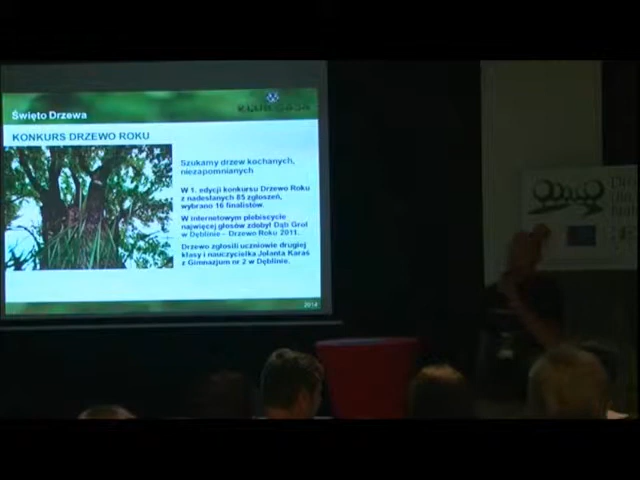 Święto Drzewa
KLUB GAJA
KONKURS DRZEWO ROKU
Szukamy drzew kochanych,
niezapomnianych
W 1. edycji konkursu Drzewo Roku
z nadesłanych 85 zgłoszeń,
wybrano 16 finalistów.
W internetowym plebiscycie
najwięcej głosów zdobył Dąb Grot
w Dęblinie – Drzewo Roku 2011.
Drzewo zgłosili uczniowie drugiej
klasy i nauczycielka Jolanta Karaś
z Gimnazjum nr 2 w Dęblinie.
2014